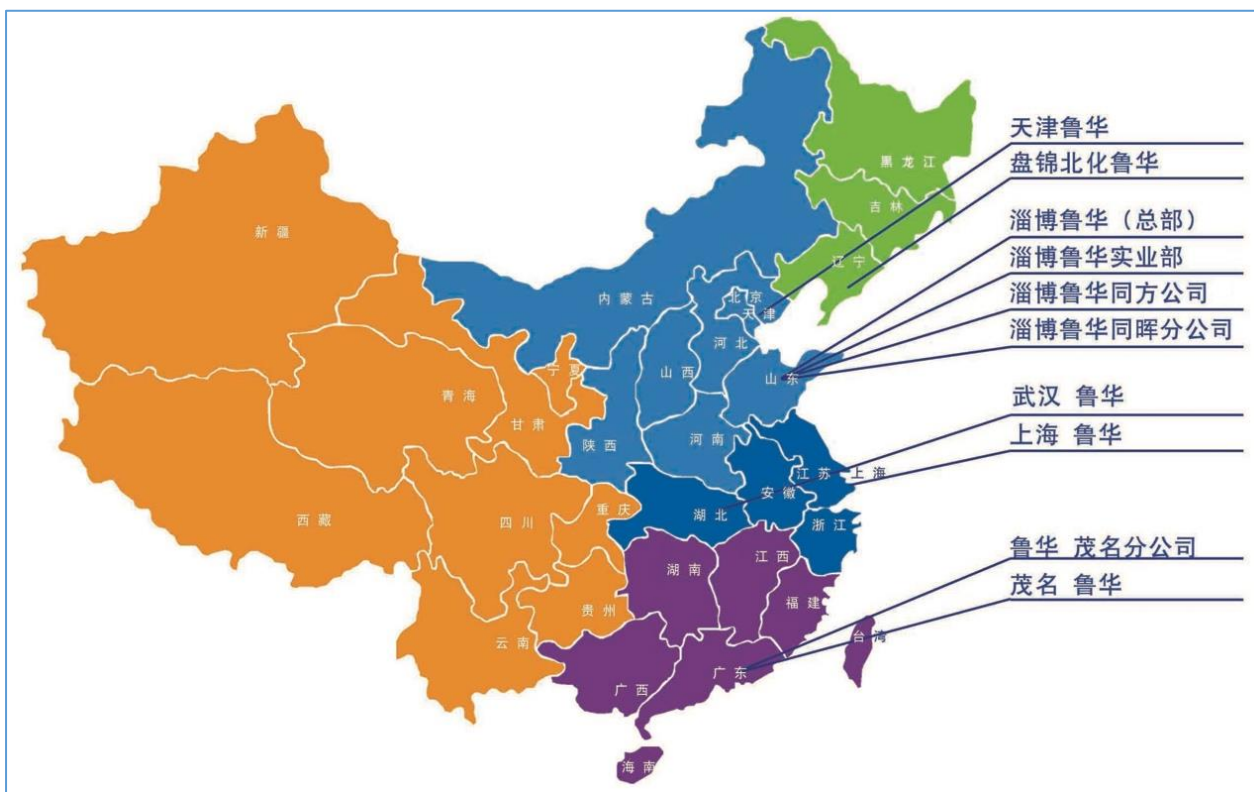 天津鲁华
盘锦北化鲁华
淄博鲁华（总部）
淄博鲁华实业部
淄博鲁华同方公司
淄博鲁华同晖分公司
武汉 鲁华
上海 鲁华
鲁华 茂名分公司
茂名 鲁华
黑龙江
吉林
辽宁
新疆
内蒙古
北京
天津
河北
山西
山东
宁夏
青海
甘肃
陕西
河南
江苏
上海
安徽
西藏
四川
重庆
湖北
浙江
湖南
江西
贵州
福建
云南
台湾
广西
广东
海南